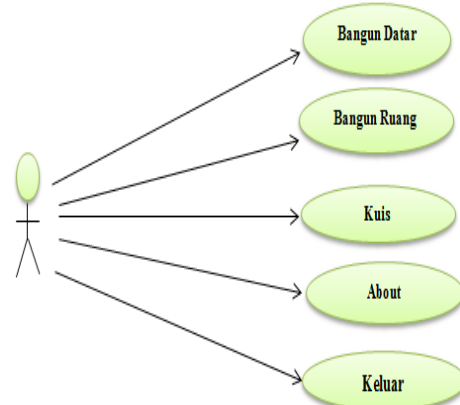 Bangun Datar
Bangun Ruang
Kuis
About
Keluar